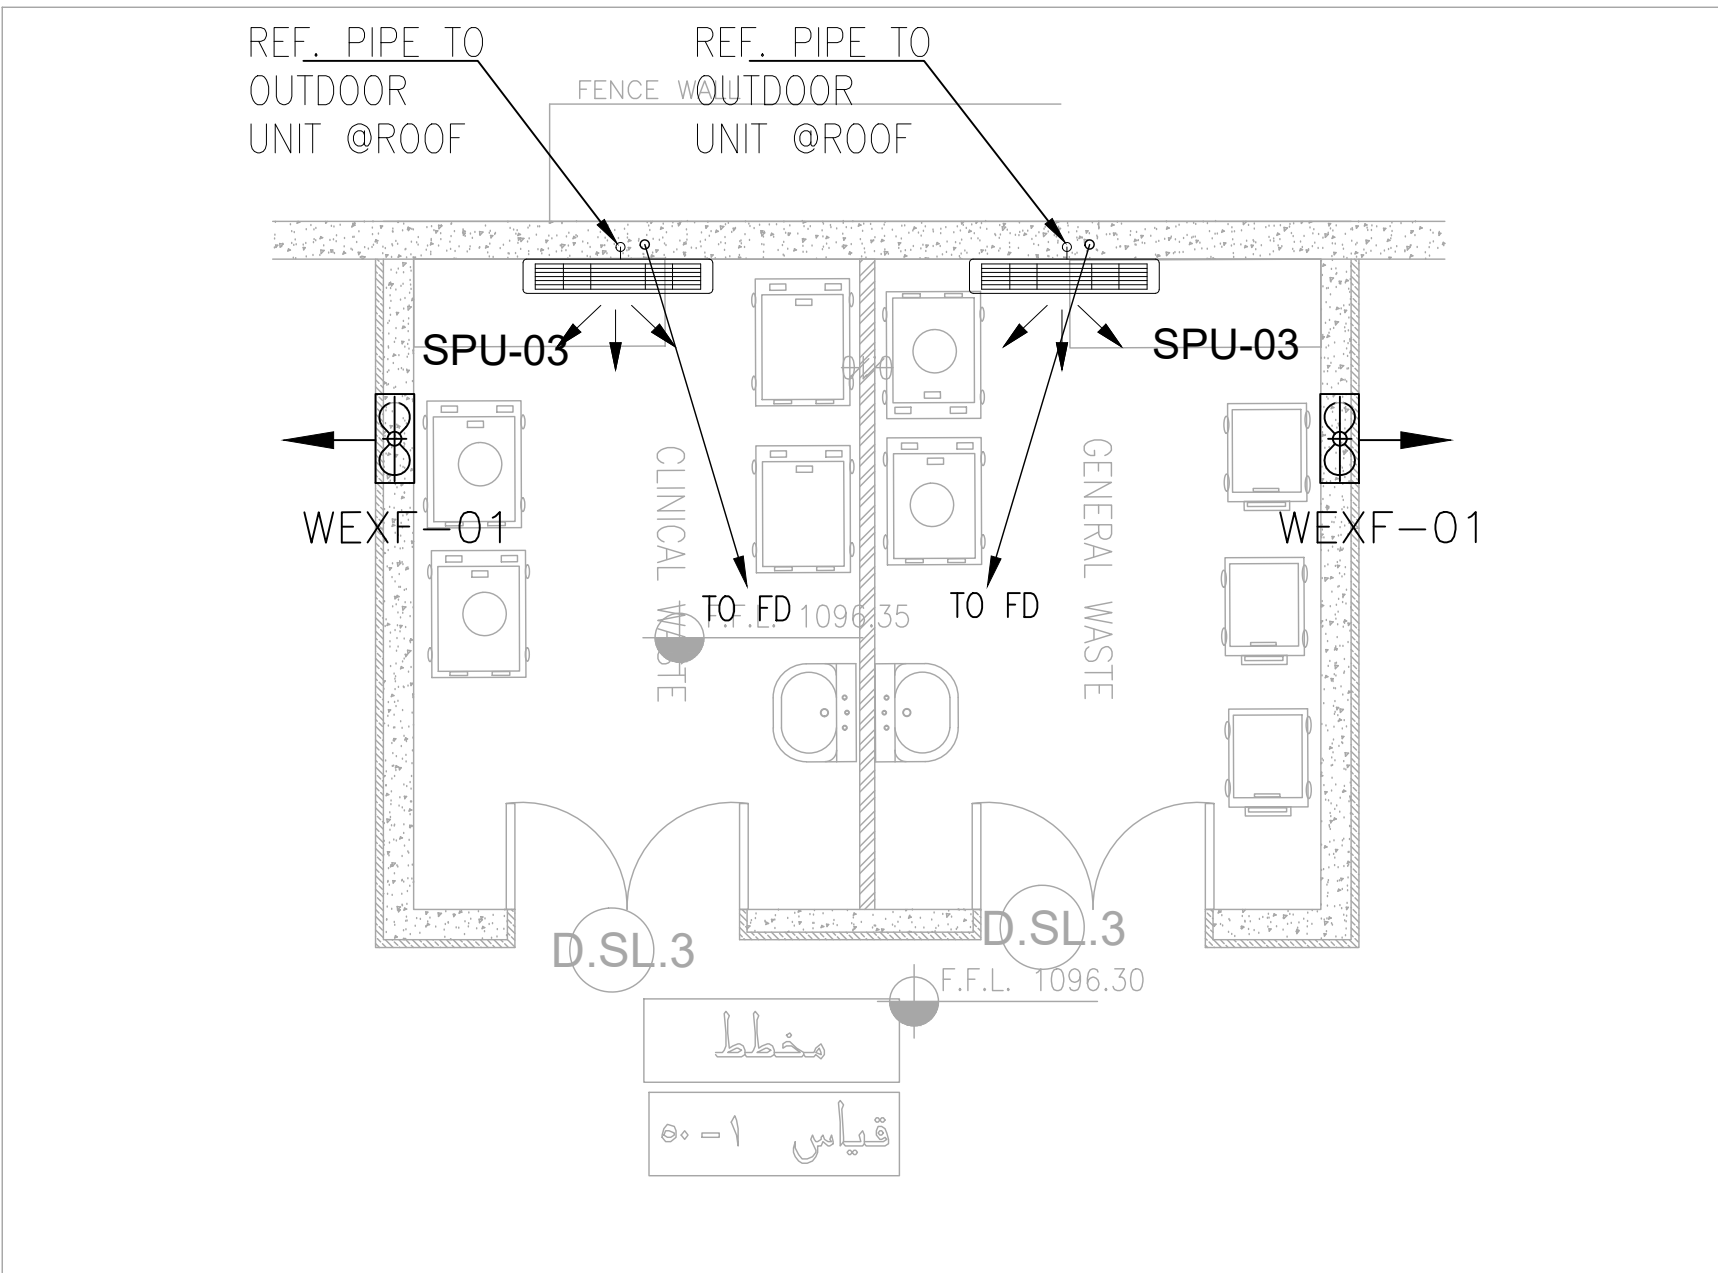 REF. PIPE TO
OUTDOOR
UNIT @ROOF
REF. PIPE TO
OUTDOOR
UNIT @ROOF
FENCE WALL
SPU-03
SPU-03
WEXF-01
WEXF-01
CLINICAL WASTE
GENERAL WASTE
TO FD
TO FD
F.F.L. 1096.35
D.SL.3
D.SL.3
F.F.L. 1096.30
مخطط
قياس ١-٥٠